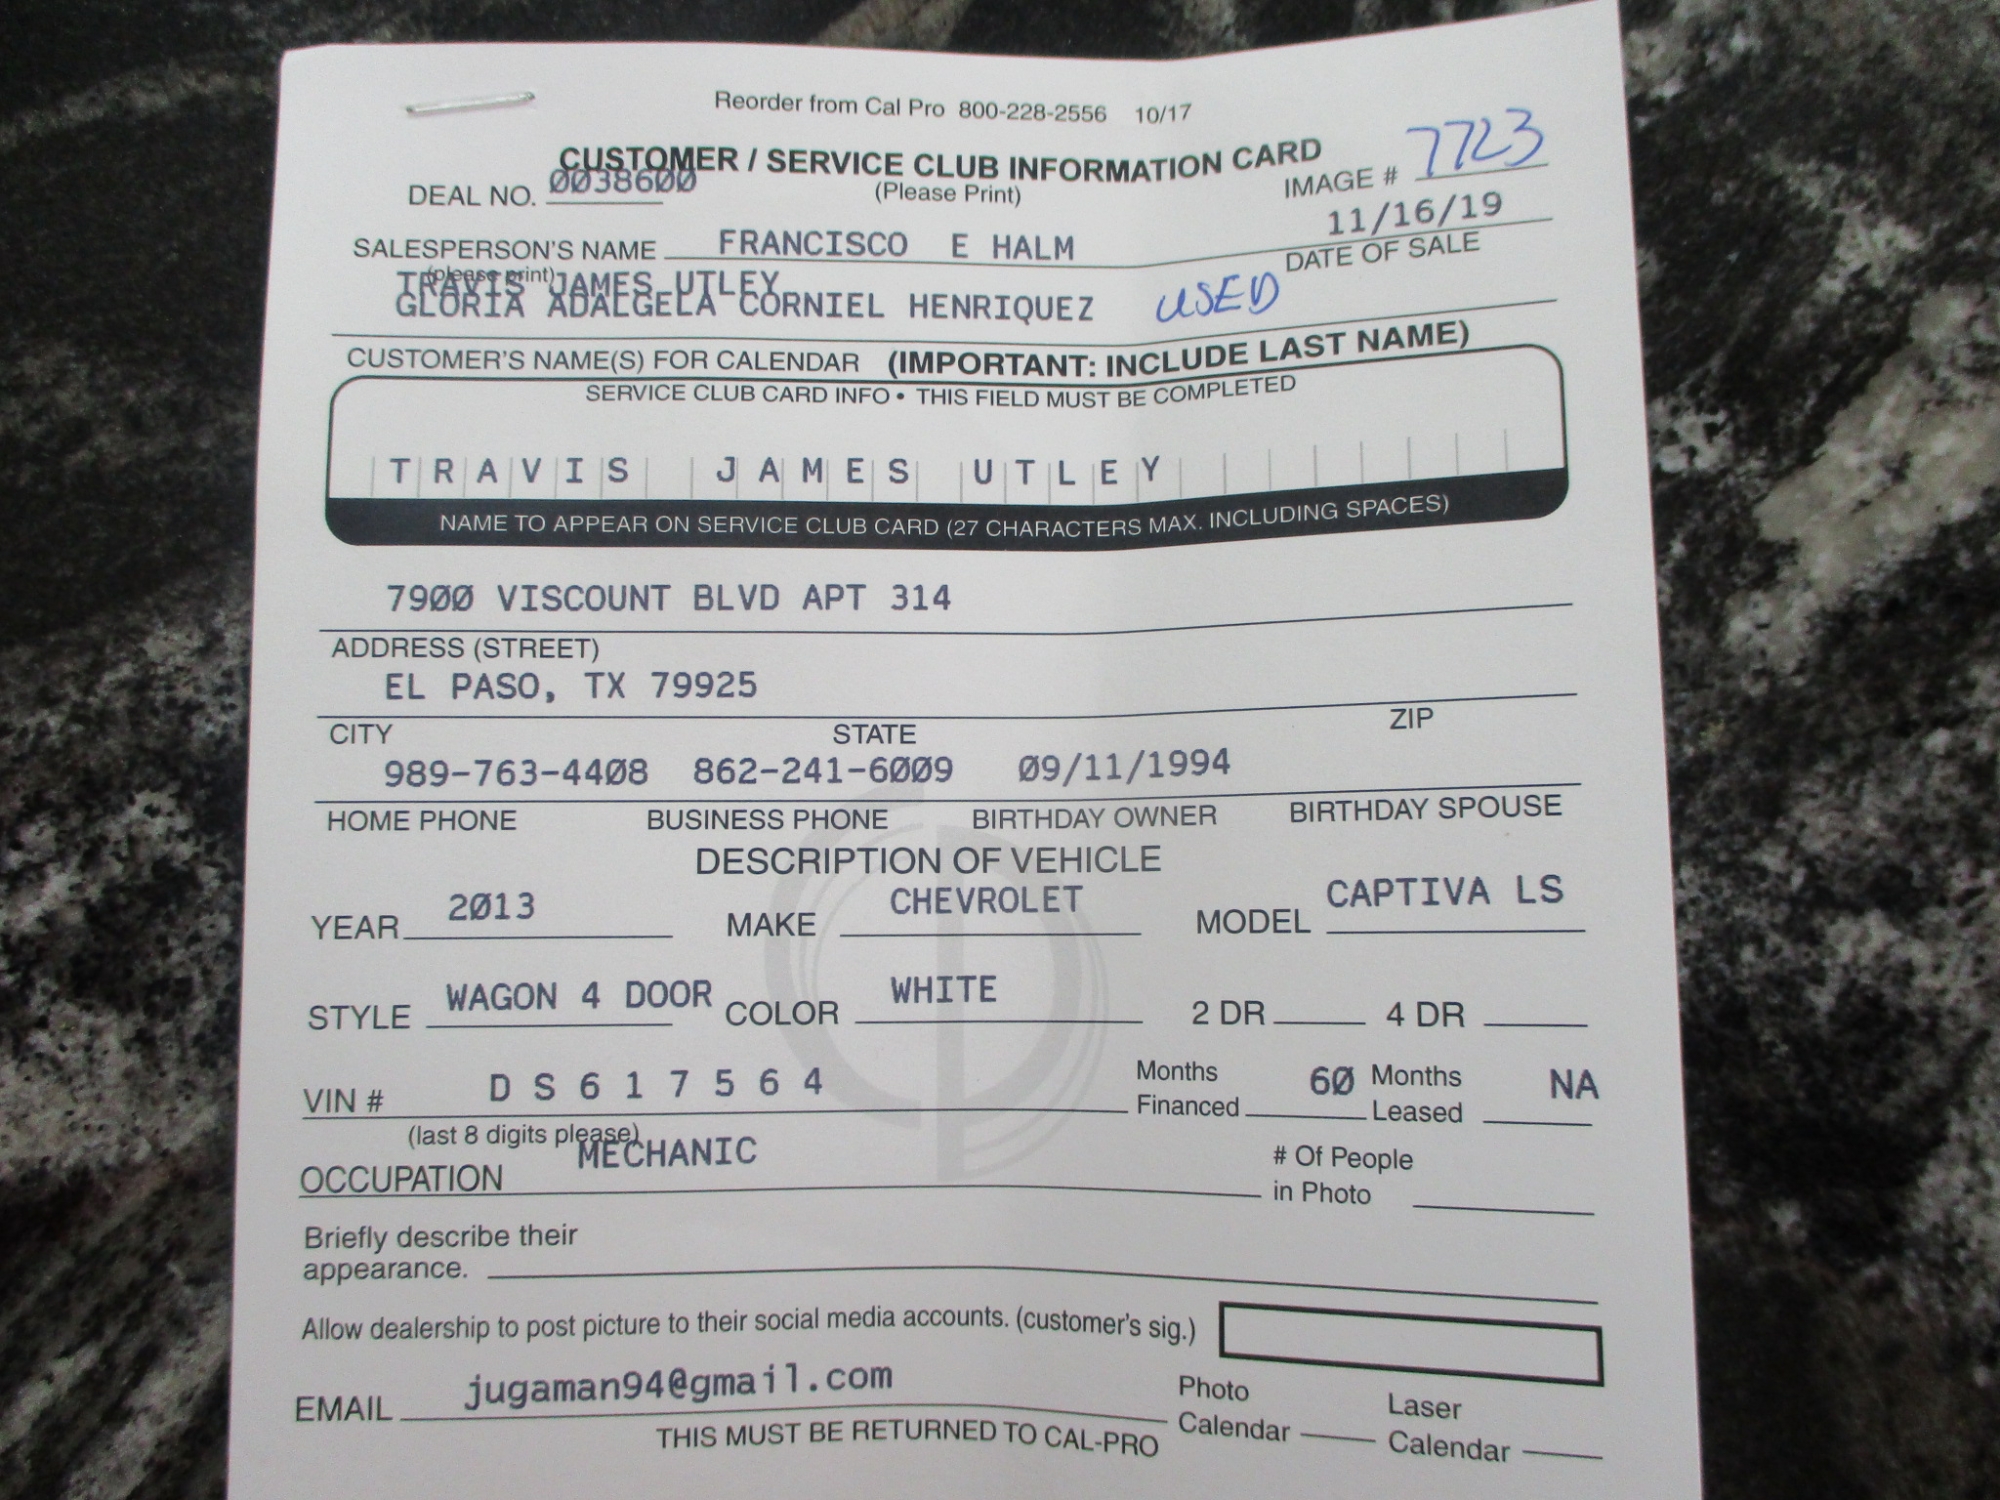 Reorder from Cal Pro 800-228-2556 10/17
CUSTOMER / SERVICE CLUB INFORMATION CARD
DEAL NO. 0038600 (Please Print) IMAGE # 7723
11/16/19
SALESPERSON'S NAME FRANCISCO E HALM DATE OF SALE
(please print)
TRAVIS JAMES UTLEY
GLORIA ADALGELA CORNIEL HENRIQUEZ USED
CUSTOMER'S NAME(S) FOR CALENDAR (IMPORTANT: INCLUDE LAST NAME)
SERVICE CLUB CARD INFO • THIS FIELD MUST BE COMPLETED
TRAVIS JAMES UTLEY
NAME TO APPEAR ON SERVICE CLUB CARD (27 CHARACTERS MAX. INCLUDING SPACES)
7900 VISCOUNT BLVD APT 314
ADDRESS (STREET)
EL PASO, TX 79925
CITY STATE ZIP
989-763-4408 862-241-6009 09/11/1994
HOME PHONE BUSINESS PHONE BIRTHDAY OWNER BIRTHDAY SPOUSE
DESCRIPTION OF VEHICLE
YEAR 2013 MAKE CHEVROLET MODEL CAPTIVA LS
STYLE WAGON 4 DOOR COLOR WHITE 2 DR 4 DR
VIN # D S 6 1 7 5 6 4 Months Financed 60 Months Leased NA
(last 8 digits please)
OCCUPATION MECHANIC # Of People in Photo
Briefly describe their
appearance.
Allow dealership to post picture to their social media accounts. (customer's sig.)
EMAIL jugaman94@gmail.com Photo Calendar Laser Calendar
THIS MUST BE RETURNED TO CAL-PRO